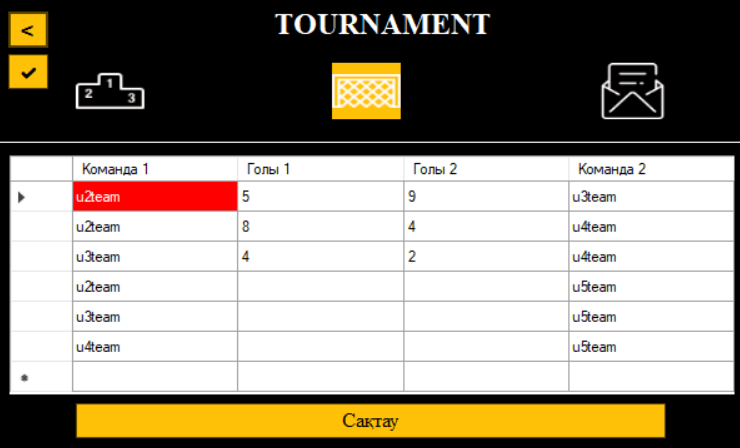 TOURNAMENT
<
2 1 3
Команда 1 Голы 1 Голы 2 Команда 2
u2team 5 9 u3team
u2team 8 4 u4team
u3team 4 2 u4team
u2team u5team
u3team u5team
u4team u5team
Сақтау